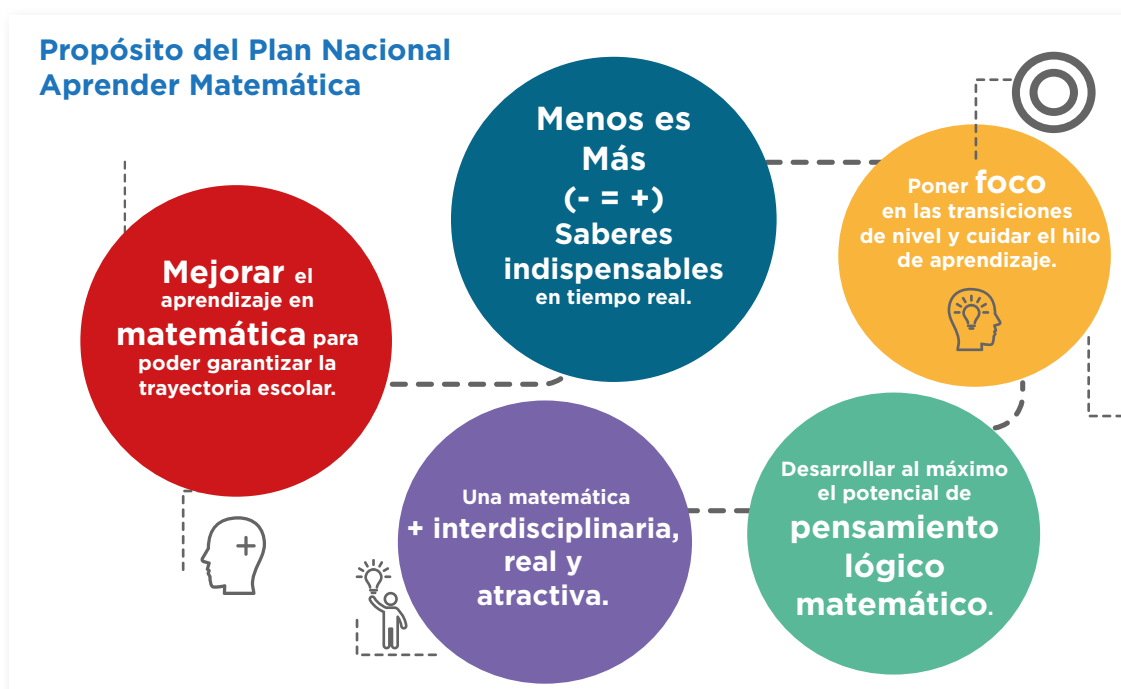 Propósito del Plan Nacional
Aprender Matemática
Mejorar el
aprendizaje en
matemática para
poder garantizar la
trayectoria escolar.
Menos es
Más
(- = +)
Saberes
indispensables
en tiempo real.
Poner foco
en las transiciones
de nivel y cuidar el hilo
de aprendizaje.
Desarrollar al máximo
el potencial de
pensamiento
lógico
matemático.
Una matemática
+ interdisciplinaria,
real y
atractiva.